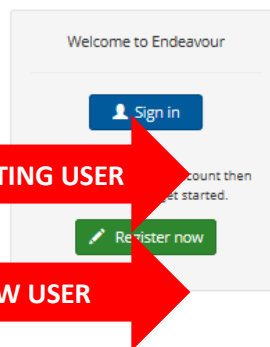 Welcome to Endeavour
Sign in
TING USER
count then
et started.
Register now
W USER